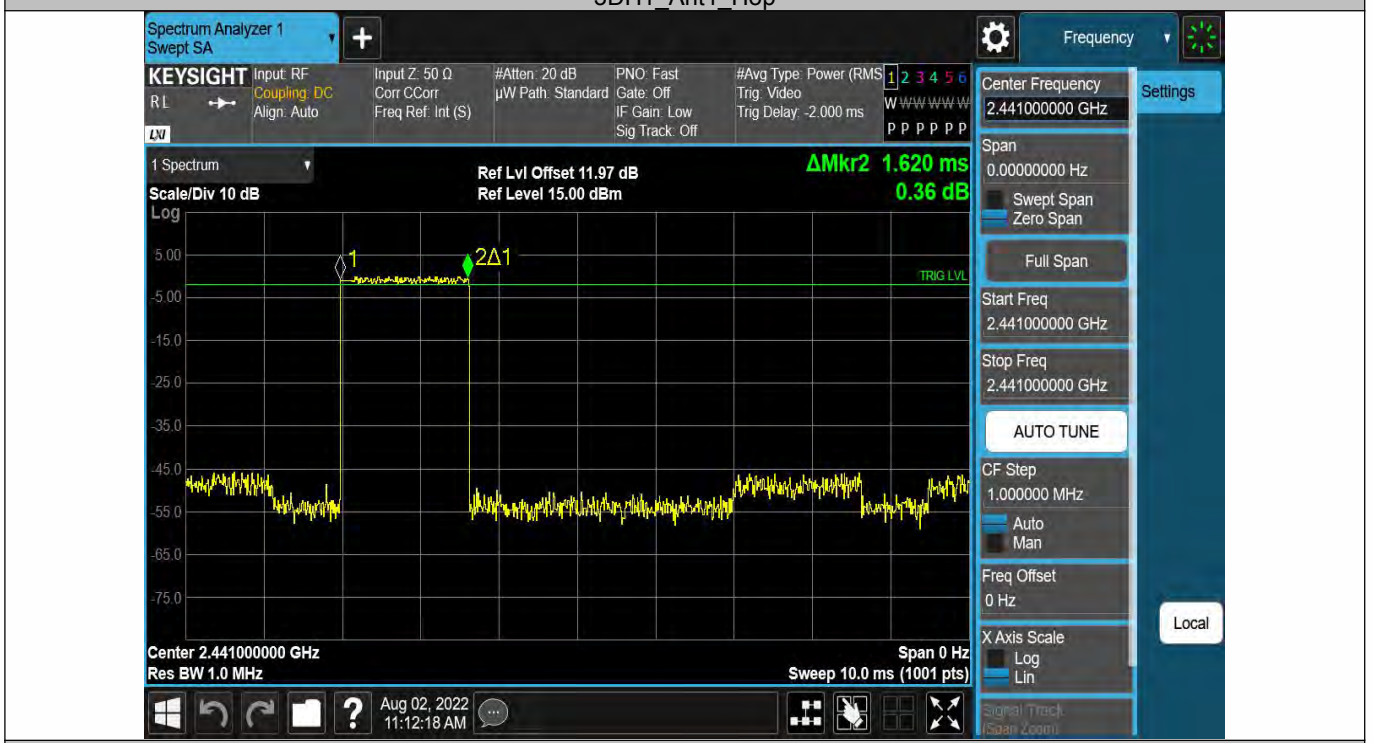 Spectrum Analyzer 1
Swept SA
Frequency
KEYSIGHT
RL
LXI
Input: RF
Coupling: DC
Align: Auto
Input Z: 50 Ω
Corr CCorr
Freq Ref: Int (S)
#Atten: 20 dB
µW Path: Standard
PNO: Fast
Gate: Off
IF Gain: Low
Sig Track: Off
#Avg Type: Power (RMS
Trig: Video
Trig Delay: -2.000 ms
1 2 3 4 5 6
W W W W W W
P P P P P P
1 Spectrum
Scale/Div 10 dB
Log
Ref Lvl Offset 11.97 dB
Ref Level 15.00 dBm
ΔMkr2 1.620 ms
0.36 dB
1
2Δ1
TRIG LVL
5.00
-5.00
-15.0
-25.0
-35.0
-45.0
-55.0
-65.0
-75.0
Center 2.441000000 GHz
Res BW 1.0 MHz
Span 0 Hz
Sweep 10.0 ms (1001 pts)
Center Frequency
2.441000000 GHz
Settings
Span
0.00000000 Hz
Swept Span
Zero Span
Full Span
Start Freq
2.441000000 GHz
Stop Freq
2.441000000 GHz
AUTO TUNE
CF Step
1.000000 MHz
Auto
Man
Freq Offset
0 Hz
X Axis Scale
Log
Lin
Signal Track
(Span Zoom)
Local
?
Aug 02, 2022
11:12:18 AM